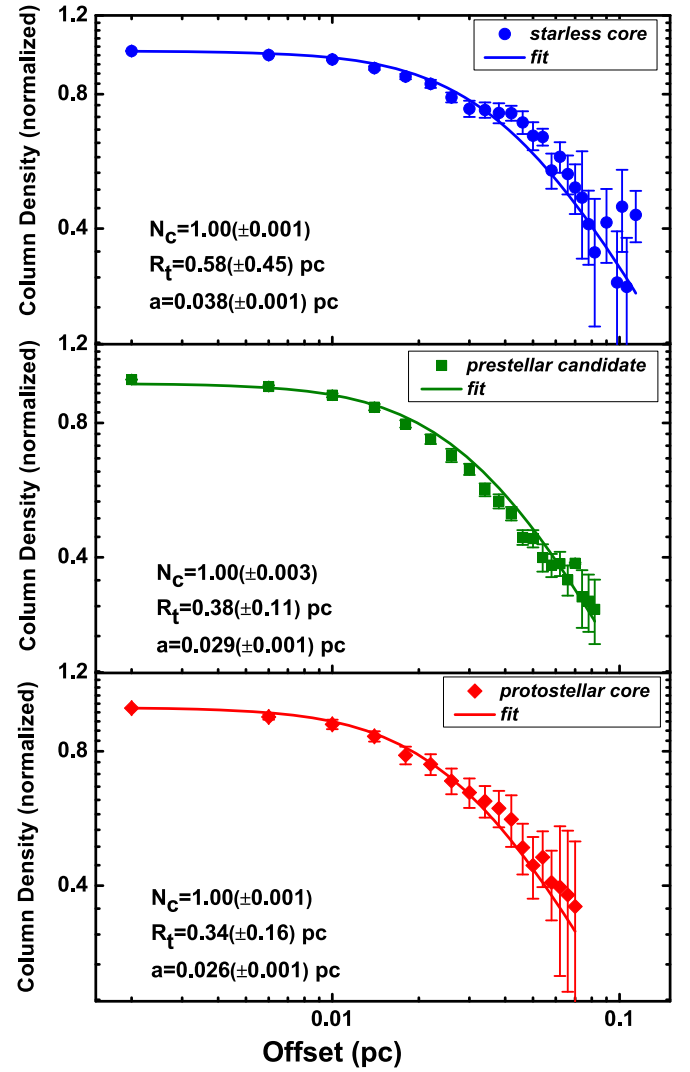 1.2
starless core
fit
0.8
0.4
Column Density (normalized)
N_c=1.00(±0.001)
R_t=0.58(±0.45) pc
a=0.038(±0.001) pc
1.2
prestellar candidate
fit
0.8
0.4
Column Density (normalized)
N_c=1.00(±0.003)
R_t=0.38(±0.11) pc
a=0.029(±0.001) pc
1.2
protostellar core
fit
0.8
0.4
Column Density (normalized)
N_c=1.00(±0.001)
R_t=0.34(±0.16) pc
a=0.026(±0.001) pc
0.01 0.1
Offset (pc)